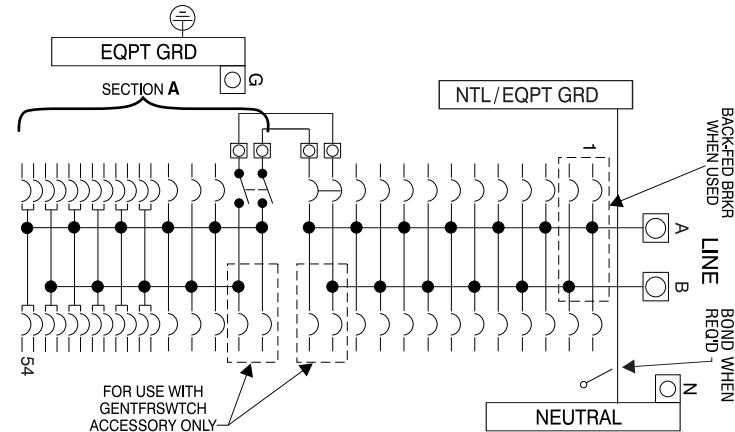 EQPT GRD
G
SECTION A
NTL/EQPT GRD
BACK-FED BRKR
WHEN USED
1
A
LINE
B
BOND WHEN
REQ'D
54
N
FOR USE WITH
GENTFRSWTCH
ACCESSORY ONLY
NEUTRAL